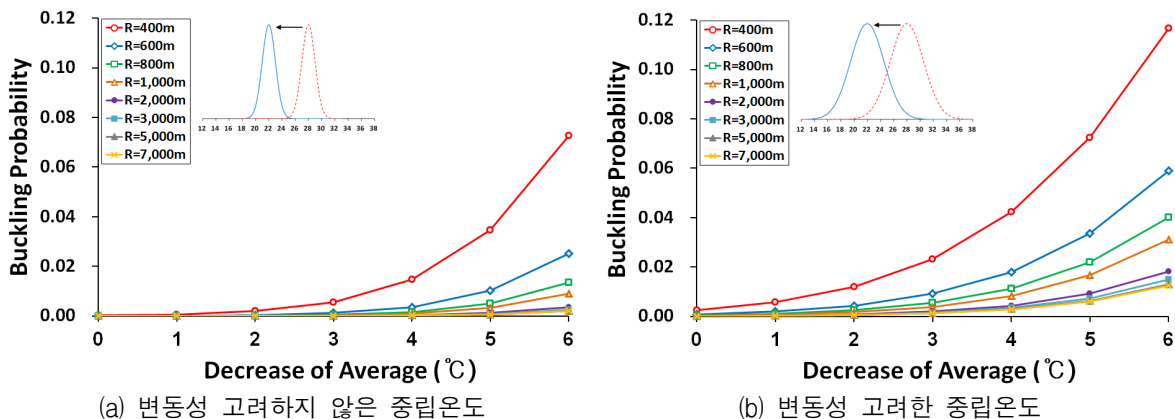 0.12
0.10
0.08
0.06
0.04
0.02
0.00
Buckling Probability
R=400m
R=600m
R=800m
R=1,000m
R=2,000m
R=3,000m
R=5,000m
R=7,000m
12 14 16 18 20 22 24 26 28 30 32 34 36 38
0 1 2 3 4 5 6
Decrease of Average (℃)
(a) 변동성 고려하지 않은 중립온도
0.12
0.10
0.08
0.06
0.04
0.02
0.00
Buckling Probability
R=400m
R=600m
R=800m
R=1,000m
R=2,000m
R=3,000m
R=5,000m
R=7,000m
12 14 16 18 20 22 24 26 28 30 32 34 36 38
0 1 2 3 4 5 6
Decrease of Average (℃)
(b) 변동성 고려한 중립온도